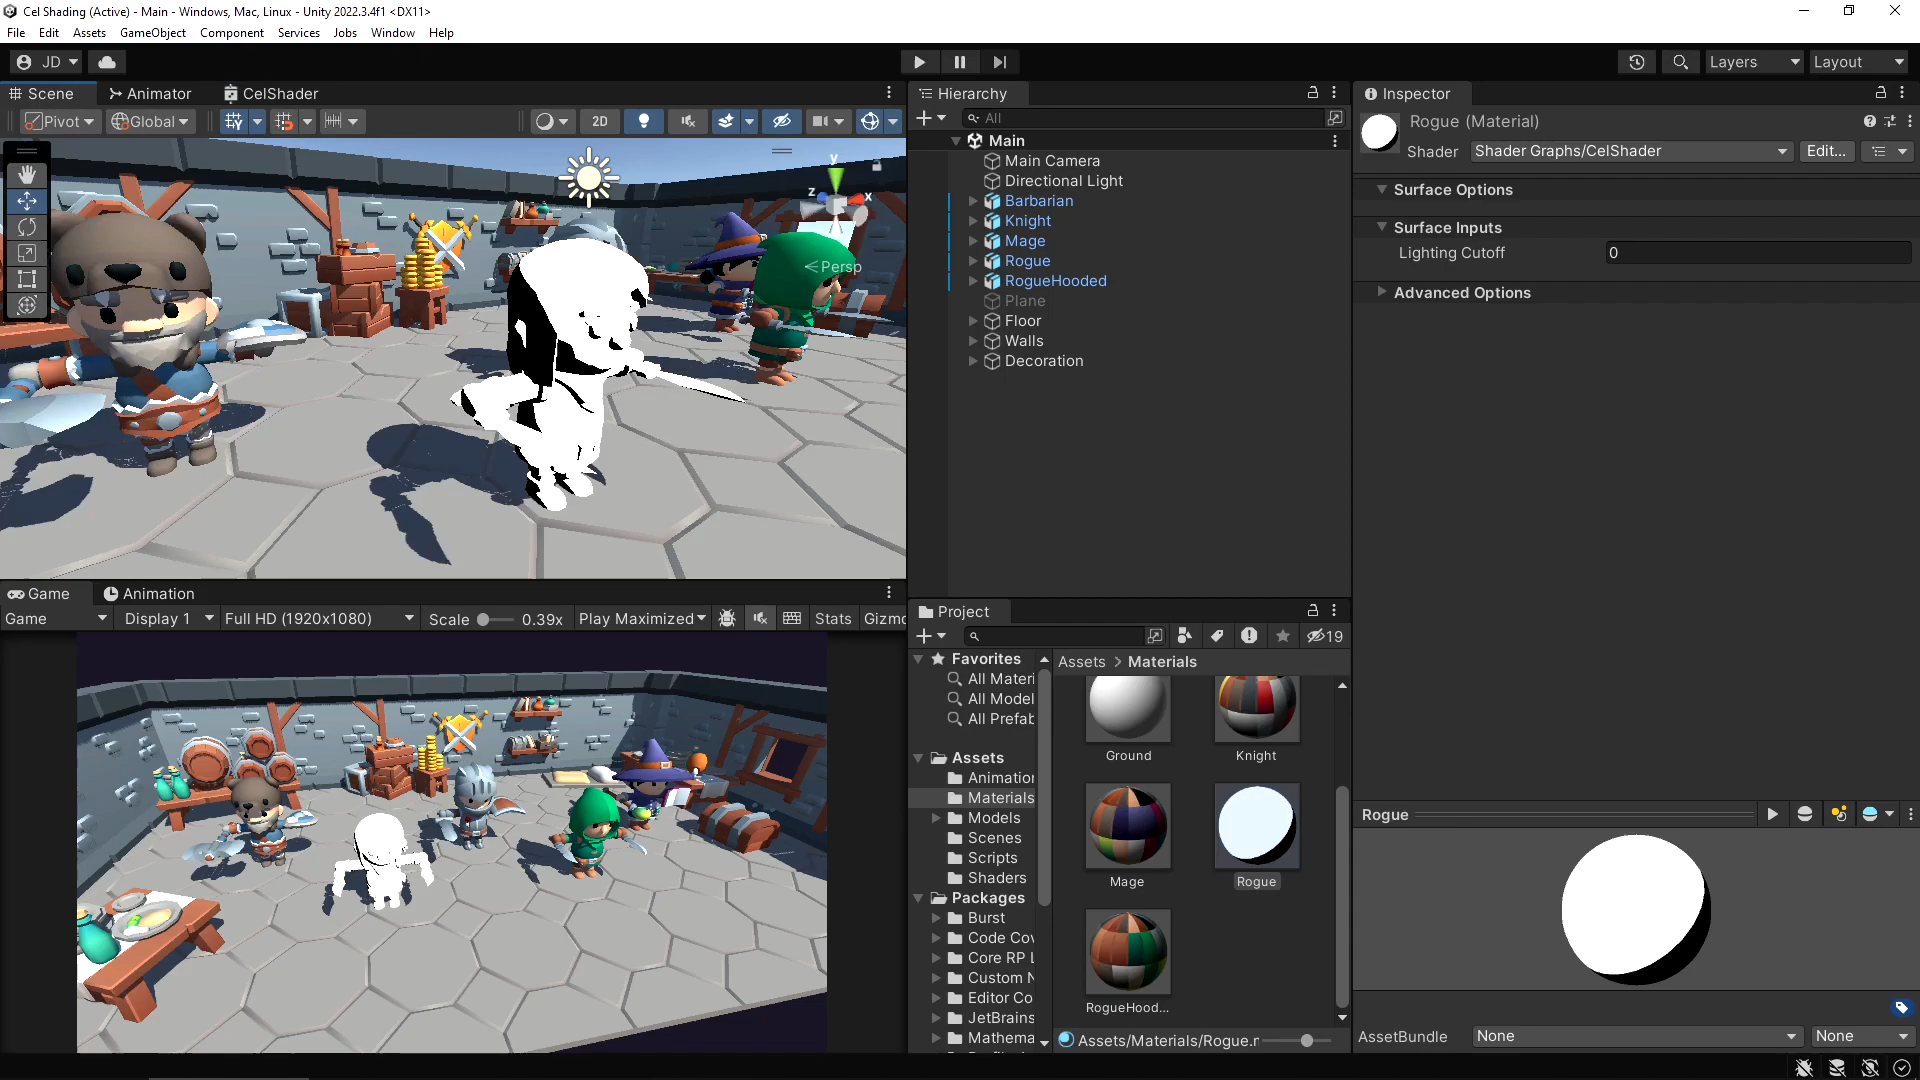 Cel Shading (Active) - Main - Windows, Mac, Linux - Unity 2022.3.4f1 <DX11>
File Edit Assets GameObject Component Services Jobs Window Help
JD
Layers
Layout
Scene
Animator
CelShader
Pivot
Global
2D
y
z
x
Persp
Hierarchy
All
Main
Main Camera
Directional Light
Barbarian
Knight
Mage
Rogue
RogueHooded
Plane
Floor
Walls
Decoration
Inspector
Rogue (Material)
Shader
Shader Graphs/CelShader
Edit...
Surface Options
Surface Inputs
Lighting Cutoff
0
Advanced Options
Game
Animation
Game
Display 1
Full HD (1920x1080)
Scale
0.39x
Play Maximized
Stats
Gizmo
Project
19
Favorites
All Materi
All Model
All Prefab
Assets
Animation
Materials
Models
Scenes
Scripts
Shaders
Packages
Burst
Code Cov
Core RP L
Custom N
Editor Co
JetBrains
Mathema
Assets > Materials
Ground
Knight
Mage
Rogue
RogueHood...
Assets/Materials/Rogue.r
Rogue
AssetBundle
None
None